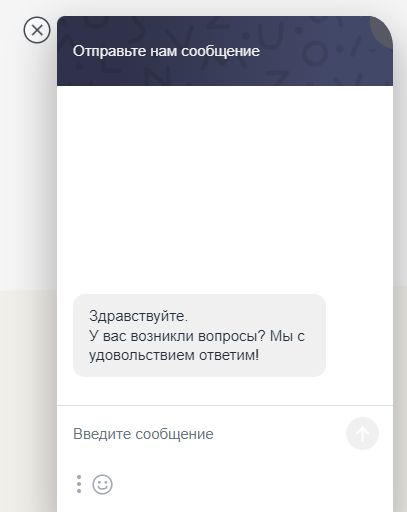 Отправьте нам сообщение
Здравствуйте.
У вас возникли вопросы? Мы с
удовольствием ответим!
Введите сообщение